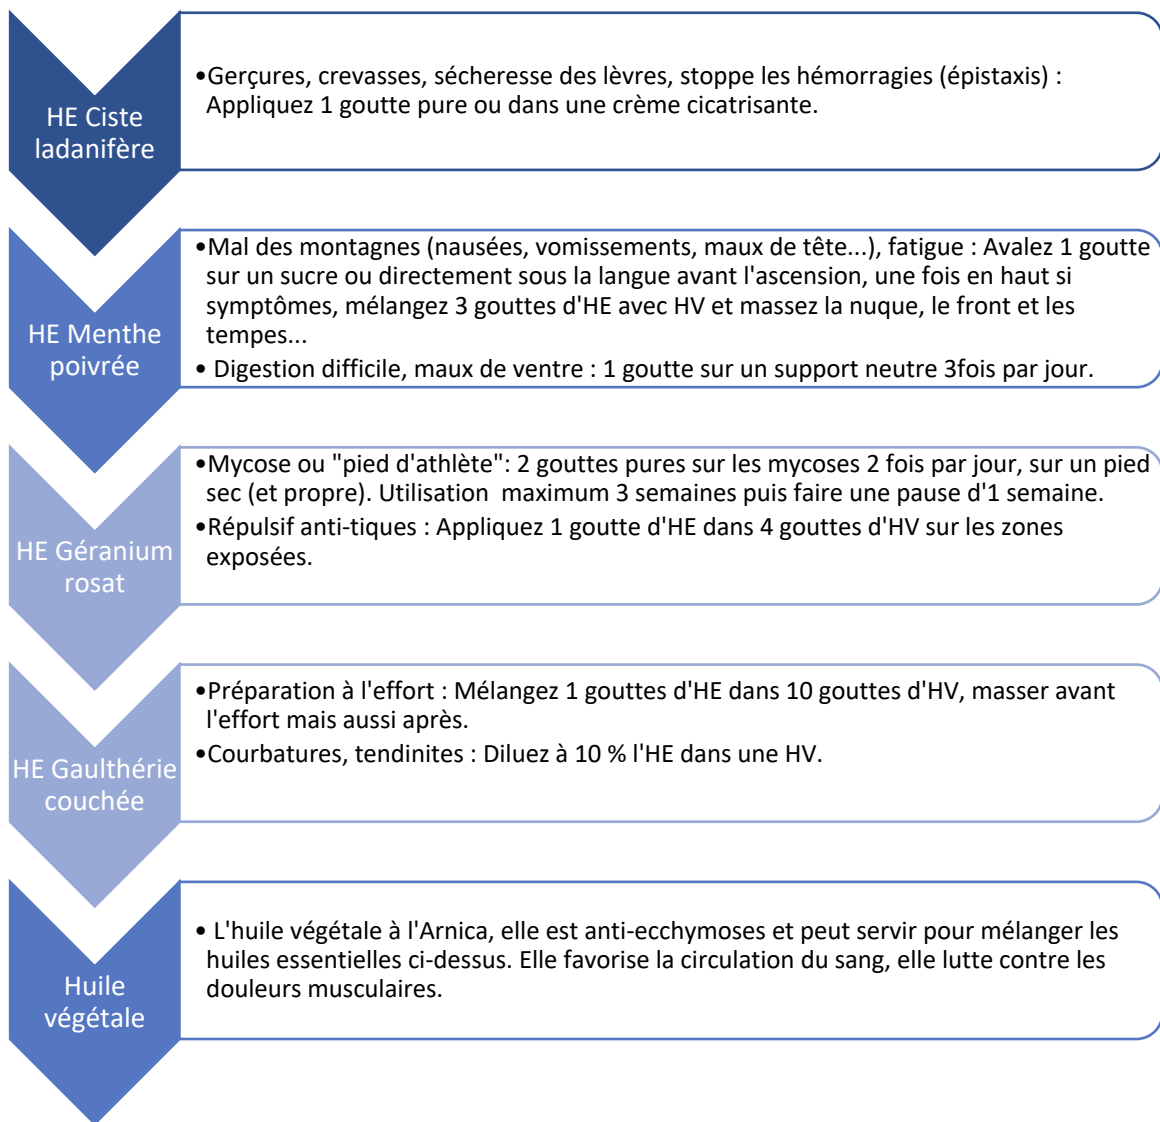 HE Ciste
ladanifère
•Gerçures, crevasses, sécheresse des lèvres, stoppe les hémorragies (épistaxis) :
Appliquez 1 goutte pure ou dans une crème cicatrisante.
HE Menthe
poivrée
•Mal des montagnes (nausées, vomissements, maux de tête...), fatigue : Avalez 1 goutte
sur un sucre ou directement sous la langue avant l'ascension, une fois en haut si
symptômes, mélangez 3 gouttes d'HE avec HV et massez la nuque, le front et les
tempes...
• Digestion difficile, maux de ventre : 1 goutte sur un support neutre 3fois par jour.
HE Géranium
rosat
•Mycose ou "pied d'athlète": 2 gouttes pures sur les mycoses 2 fois par jour, sur un pied
sec (et propre). Utilisation  maximum 3 semaines puis faire une pause d'1 semaine.
•Répulsif anti-tiques : Appliquez 1 goutte d'HE dans 4 gouttes d'HV sur les zones
exposées.
HE Gaulthérie
couchée
•Préparation à l'effort : Mélangez 1 gouttes d'HE dans 10 gouttes d'HV, masser avant
l'effort mais aussi après.
•Courbatures, tendinites : Diluez à 10 % l'HE dans une HV.
Huile
végétale
• L'huile végétale à l'Arnica, elle est anti-ecchymoses et peut servir pour mélanger les
huiles essentielles ci-dessus. Elle favorise la circulation du sang, elle lutte contre les
douleurs musculaires.